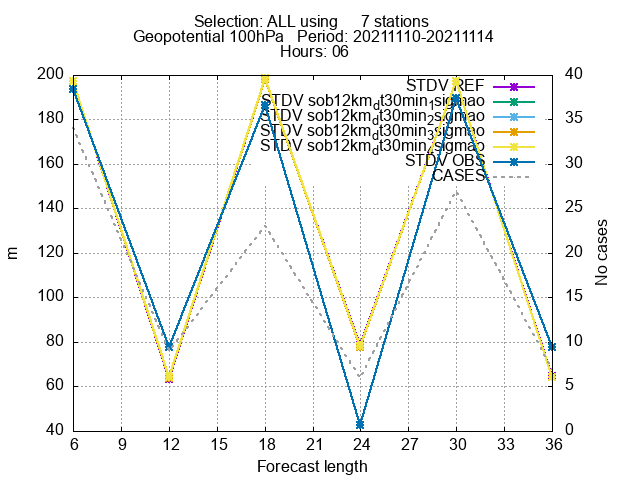 Selection: ALL using 7 stations
Geopotential 100hPa Period: 20211110-20211114
Hours: 06
200
180
160
140
120
100
80
60
40
m
40
35
30
25
20
15
10
5
0
No cases
STDV REF
STDV sob12km_dt30min_1sigmao
STDV sob12km_dt30min_2sigmao
STDV sob12km_dt30min_3sigmao
STDV sob12km_dt30min_4sigmao
STDV OBS
CASES
6 9 12 15 18 21 24 27 30 33 36
Forecast length